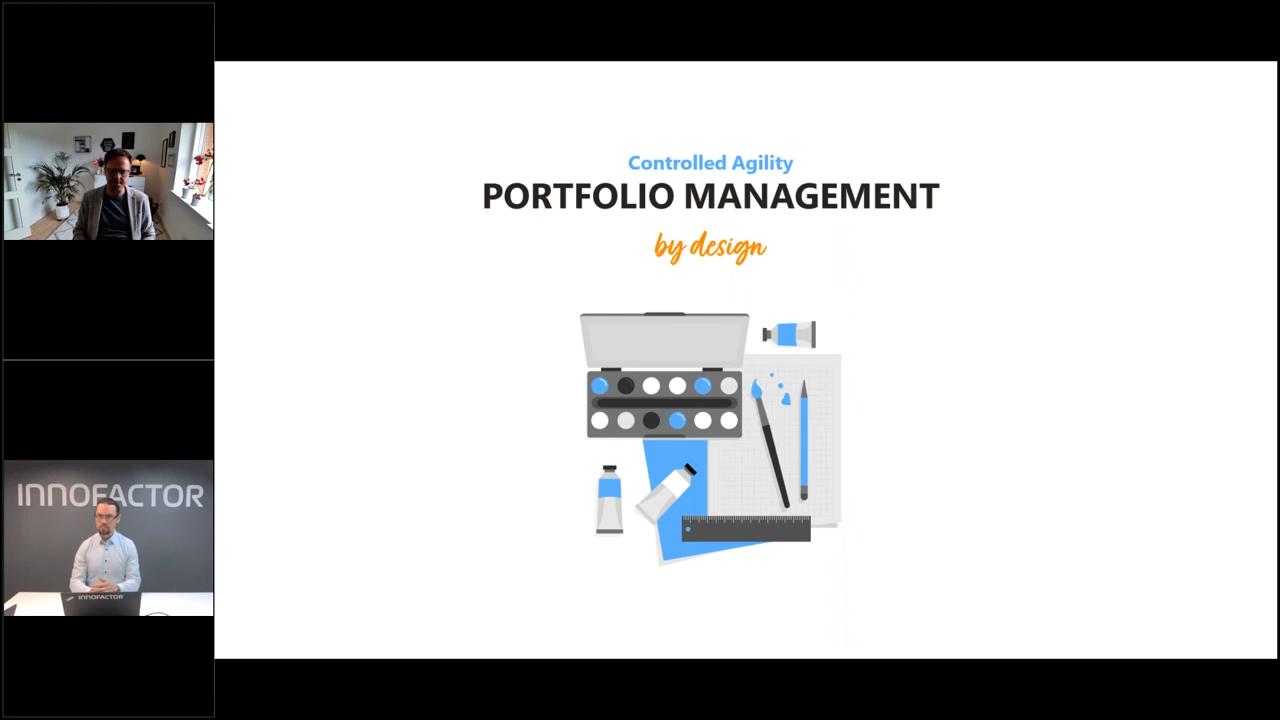 Controlled Agility
PORTFOLIO MANAGEMENT
by design
INNOFACTOR
INNOFACTOR